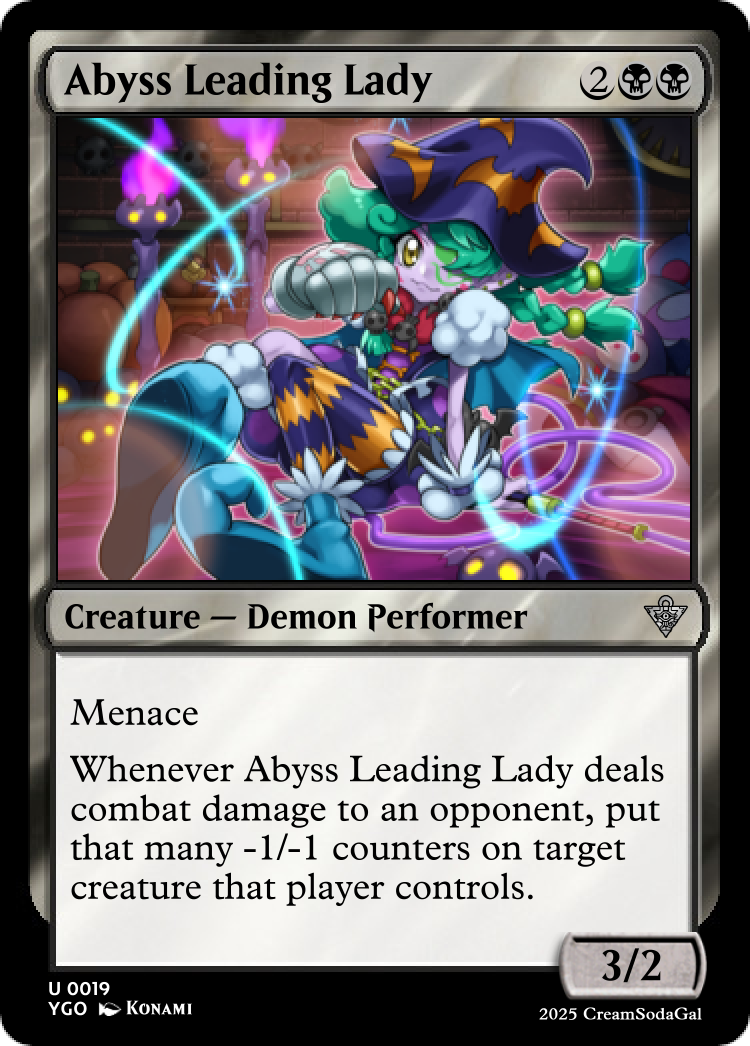 Abyss Leading Lady 2
Creature — Demon Performer
Menace
Whenever Abyss Leading Lady deals
combat damage to an opponent, put
that many -1/-1 counters on target
creature that player controls.
3/2
U 0019
YGO KONAMI
2025 CreamSodaGal